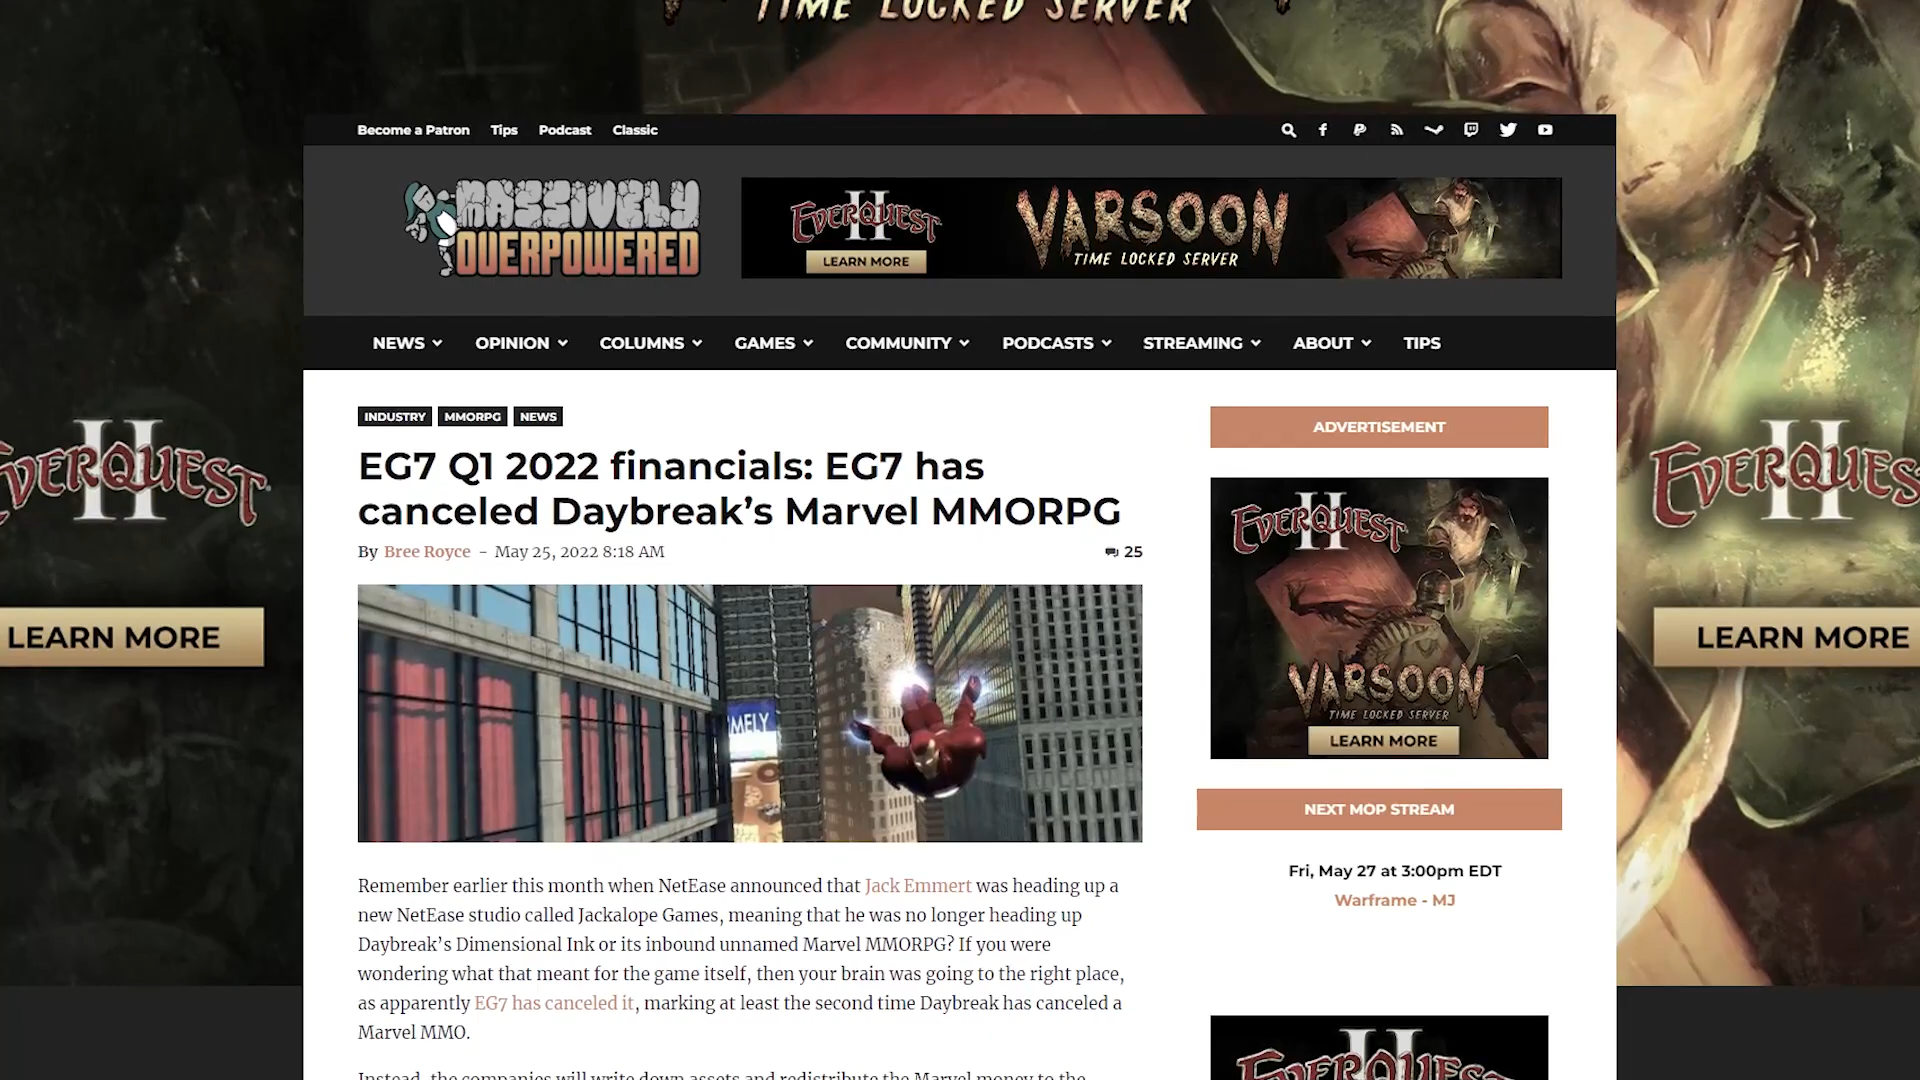 TIME LOCKED SERVER
Become a Patron Tips Podcast Classic
MASSIVELY
OVERPOWERED
EVERQUEST
II
LEARN MORE
VARSOON
TIME LOCKED SERVER
NEWS OPINION COLUMNS GAMES COMMUNITY PODCASTS STREAMING ABOUT TIPS
INDUSTRY MMORPG NEWS
EG7 Q1 2022 financials: EG7 has
canceled Daybreak’s Marvel MMORPG
By Bree Royce - May 25, 2022 8:18 AM
25
MELY
Remember earlier this month when NetEase announced that Jack Emmert was heading up a
new NetEase studio called Jackalope Games, meaning that he was no longer heading up
Daybreak’s Dimensional Ink or its inbound unnamed Marvel MMORPG? If you were
wondering what that meant for the game itself, then your brain was going to the right place,
as apparently EG7 has canceled it, marking at least the second time Daybreak has canceled a
Marvel MMO.
Instead, the companies will write down assets and redistribute the Marvel money to the
ADVERTISEMENT
EVERQUEST
II
VARSOON
TIME LOCKED SERVER
LEARN MORE
NEXT MOP STREAM
Fri, May 27 at 3:00pm EDT
Warframe - MJ
EVERQUEST
II
EVERQUEST
II
LEARN MORE
EVERQUEST
II
LEARN MORE